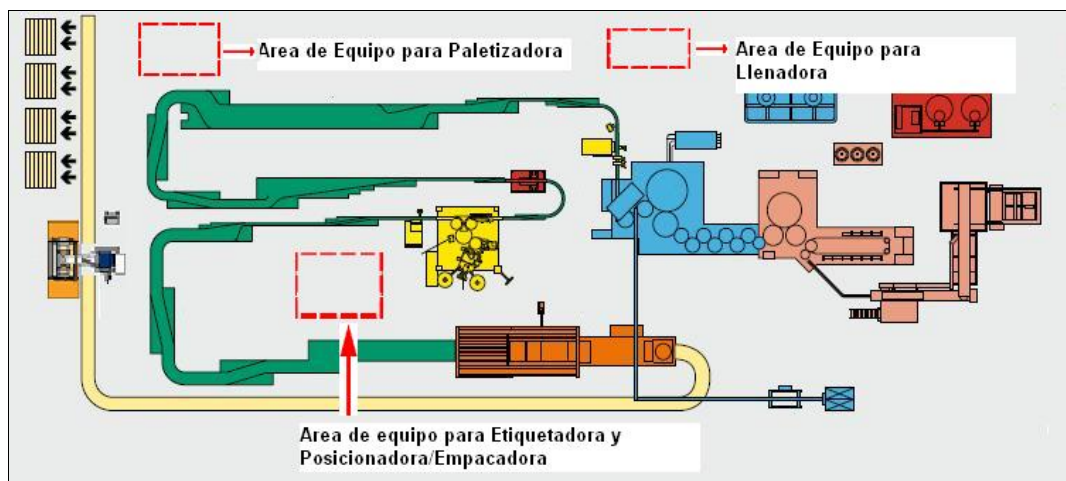 Area de Equipo para Paletizadora
Area de Equipo para
Llenadora
Area de equipo para Etiquetadora y
Posicionadora/Empacadora